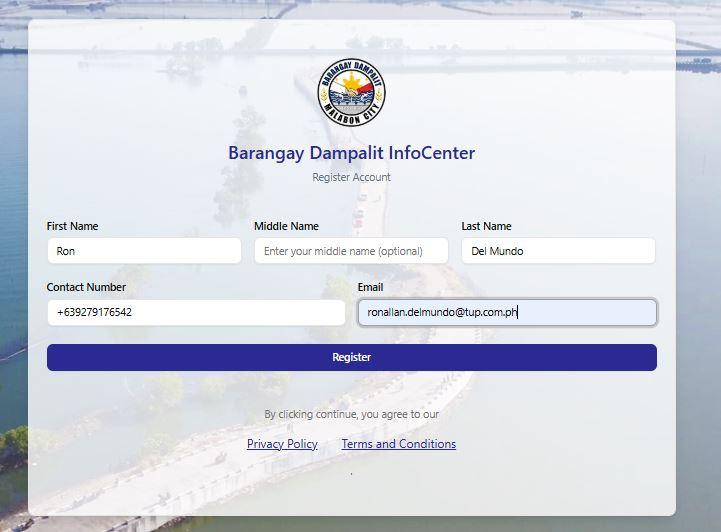 BARANGAY DAMPALIT
MALABON CITY
Barangay Dampalit InfoCenter
Register Account
First Name
Ron
Middle Name
Enter your middle name (optional)
Last Name
Del Mundo
Contact Number
+639279176542
Email
ronallan.delmundo@tup.com.ph
Register
By clicking continue, you agree to our
Privacy Policy Terms and Conditions
.